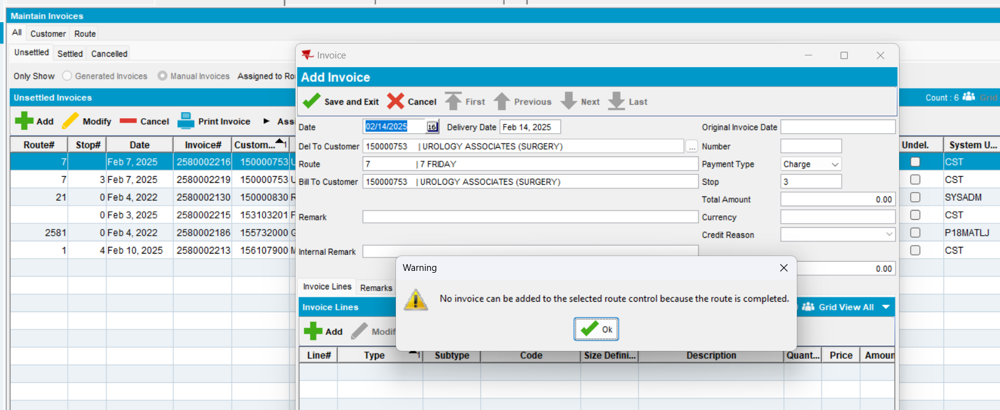 Maintain Invoices
All Customer Route
Unsettled Settled Cancelled
Only Show Generated Invoices Manual Invoices Assigned to Ro
Unsettled Invoices
Count : 6 Grid
Add Modify Cancel Print Invoice Assi
Route# Stop# Date Invoice# Custom... 1 Undel. System U...
7 Feb 7, 2025 2580002216 150000753 CST
7 3 Feb 7, 2025 2580002219 150000753 CST
21 0 Feb 4, 2022 2580002130 150000830 SYSADM
0 Feb 3, 2025 2580002215 153103201 CST
2581 0 Feb 4, 2022 2580002186 155732000 P18MATLJ
1 4 Feb 10, 2025 2580002213 156107900 CST
Invoice
Add Invoice
Save and Exit Cancel First Previous Next Last
Date 02/14/2025 16 Delivery Date Feb 14, 2025 Original Invoice Date
Del To Customer 150000753 | UROLOGY ASSOCIATES (SURGERY) ... Number
Route 7 | 7 FRIDAY Payment Type Charge
Bill To Customer 150000753 | UROLOGY ASSOCIATES (SURGERY) Stop 3
Total Amount 0.00
Remark Currency
Credit Reason
Internal Remark
0.00
Invoice Lines Remarks
Invoice Lines Grid View All
Add Modif
Line# Type 1 Subtype Code Size Defini... Description Quant... Price Amoun
Warning
No invoice can be added to the selected route control because the route is completed.
Ok